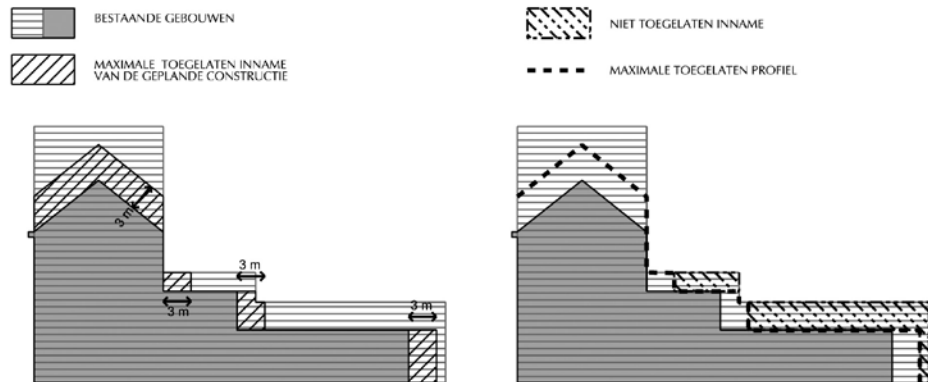 BESTAANDE GEBOUWEN
MAXIMALE TOEGELATEN INNAME
VAN DE GEPLANDE CONSTRUCTIE
NIET TOEGELATEN INNAME
MAXIMALE TOEGELATEN PROFIEL
3 m
3 m
3 m
3 m